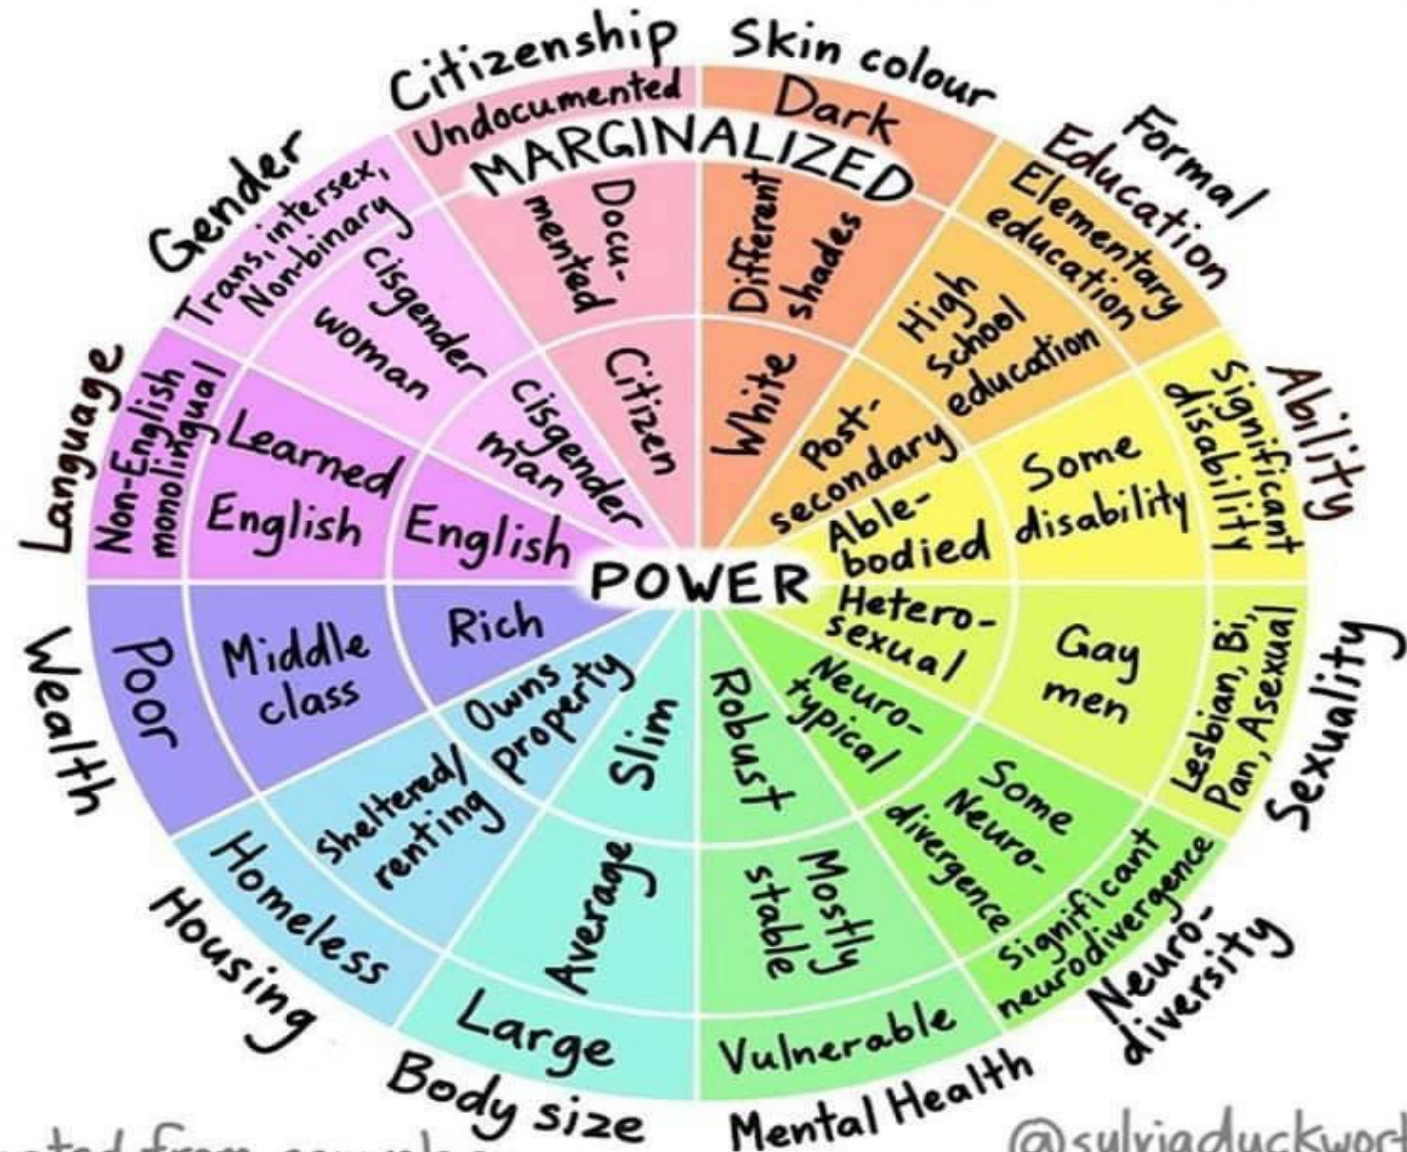 Citizenship
Undocumented
Docu-
mented
Citizen
Skin colour
Dark
Different
shades
White
Formal
Education
Elementary
education
High
School
education
Post-
secondary
Ability
Significant
disability
Some
disability
Able-
bodied
Sexuality
Lesbian, Bi,
Pan, Asexual
Gay
men
Hetero-
sexual
Neuro-
diversity
Significant
neurodivergence
Some
Neuro-
divergence
Neuro-
typical
Mental Health
Vulnerable
Mostly
stable
Robust
Body size
Large
Average
Slim
Housing
Homeless
Sheltered/
renting
Owns
property
Wealth
Poor
Middle
class
Rich
Language
Non-English
monolingual
Learned
English
English
Gender
Trans, intersex,
Non-binary
cisgender
woman
cisgender
man
MARGINALIZED
POWER
from
@sylviaduckwort